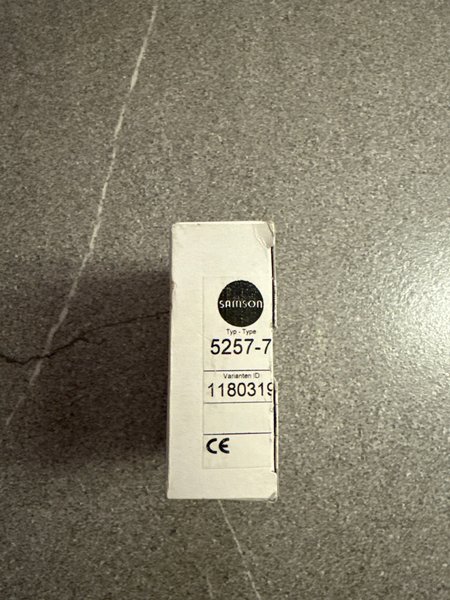 SAMSON
Typ - Type
5257-7
Varianten ID
1180319
CE